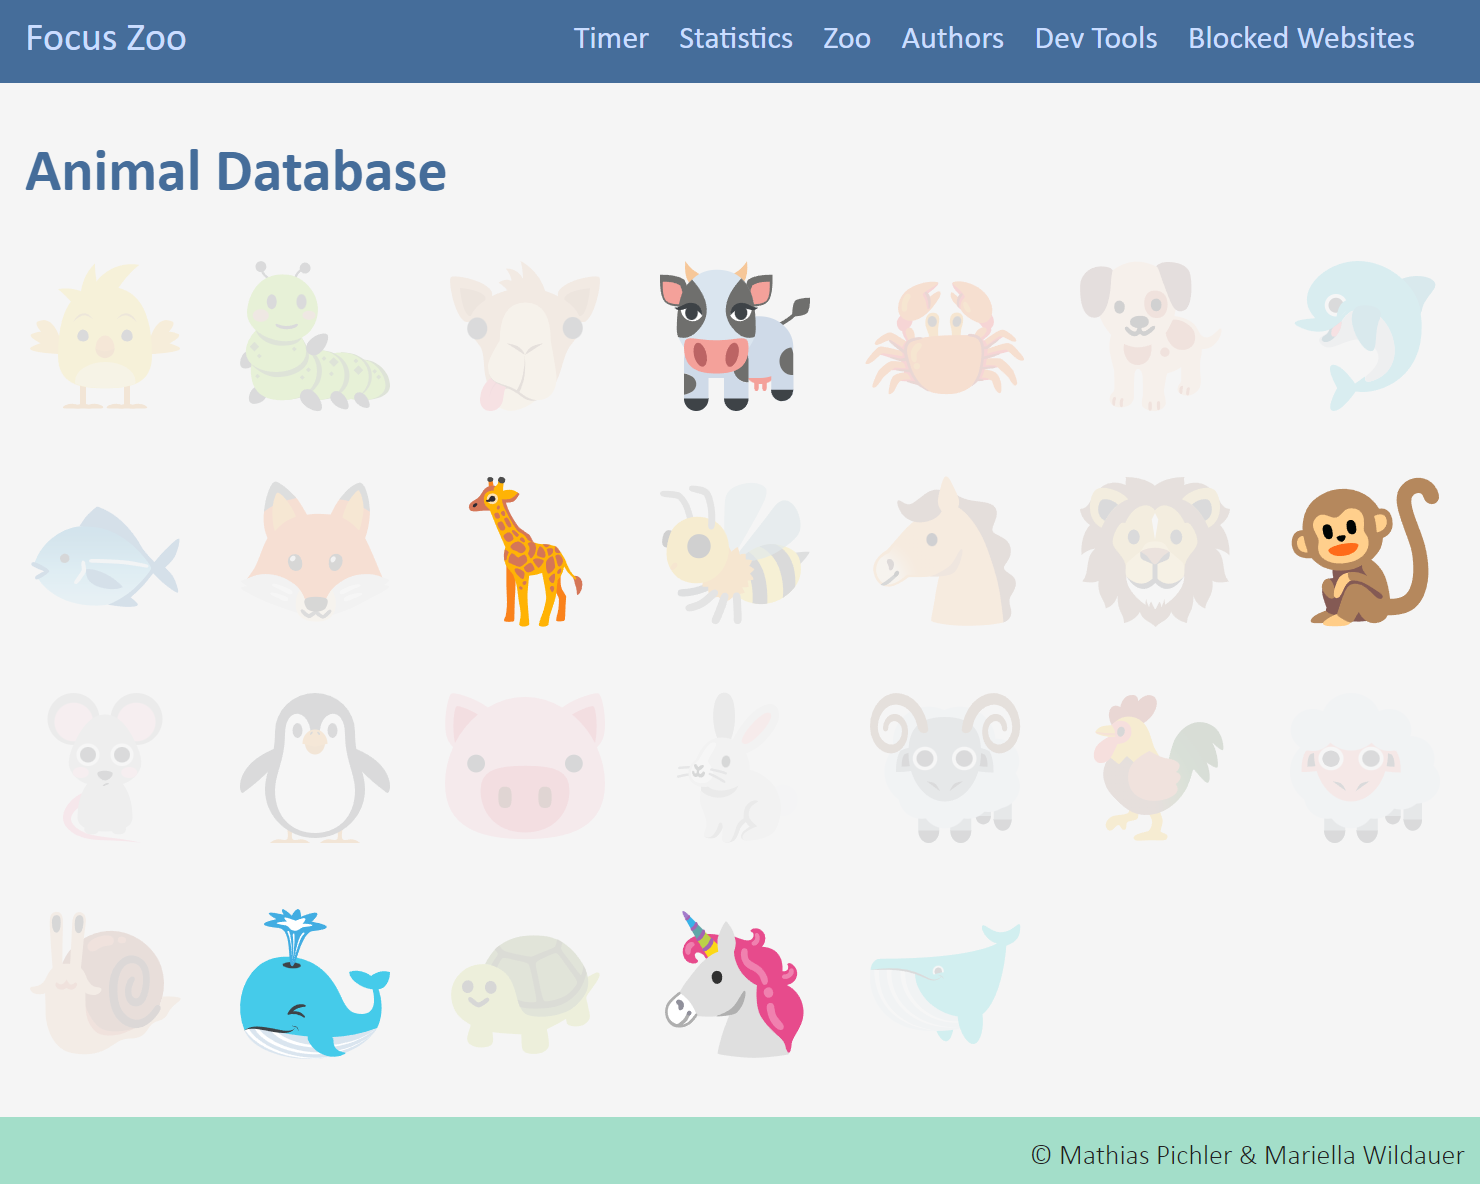 Focus Zoo
Timer Statistics Zoo Authors Dev Tools Blocked Websites
Animal Database
© Mathias Pichler & Mariella Wildauer